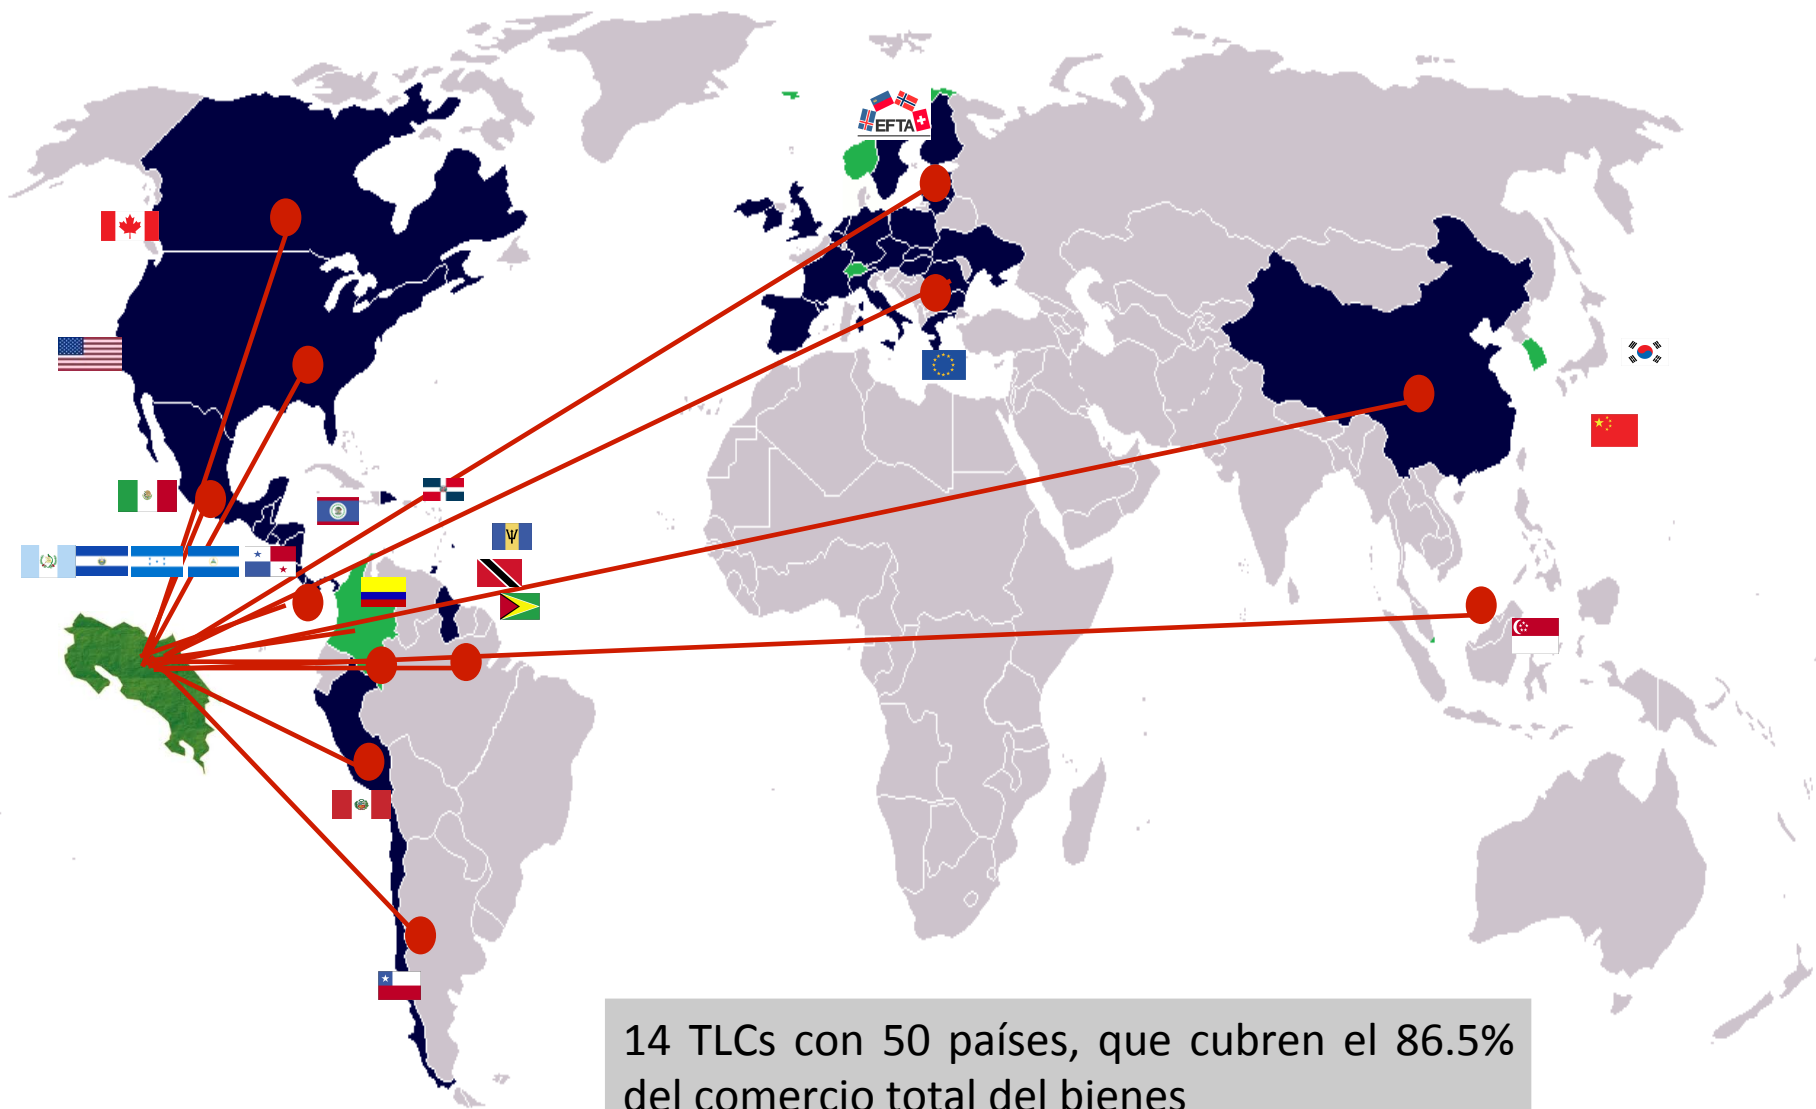 EFTA
14 TLCs con 50 países, que cubren el 86.5%
del comercio total del bienes